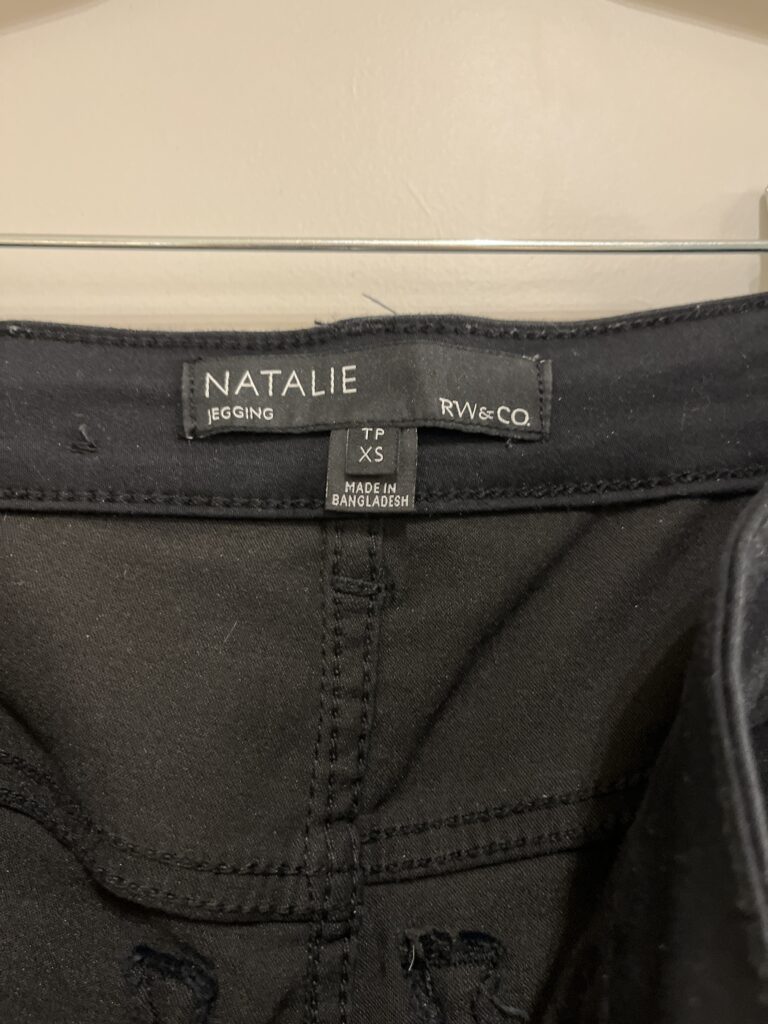 NATALIE
JEGGING
RW&CO.
TP
XS
MADE IN
BANGLADESH